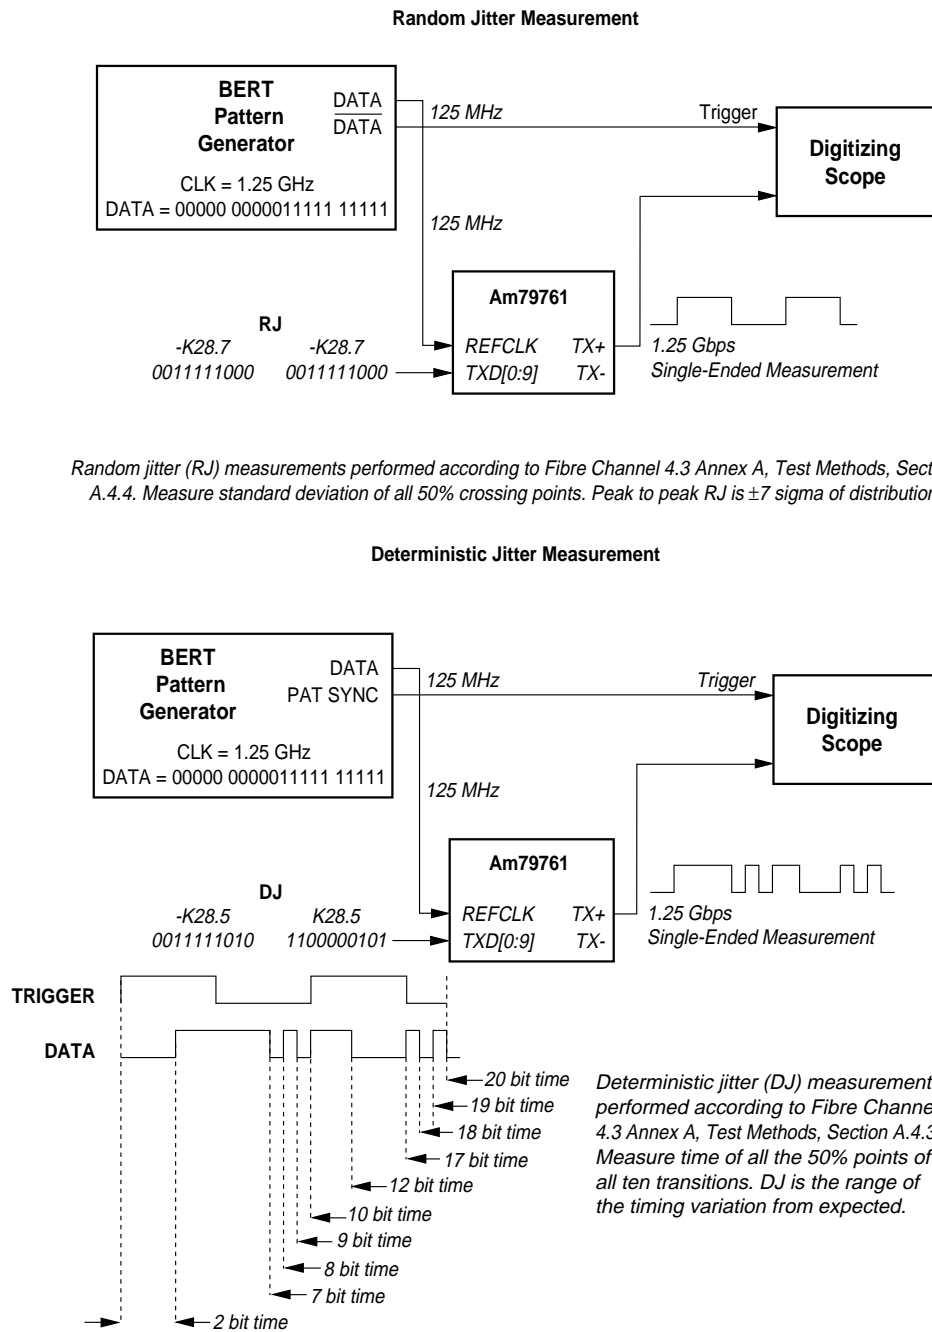 Random Jitter Measurement
BERT
Pattern
Generator
DATA
DATA
CLK = 1.25 GHz
DATA = 00000 0000011111 11111
125 MHz
Trigger
Digitizing
Scope
125 MHz
Am79761
REFCLK TX+
TXD[0:9] TX-
RJ
-K28.7 -K28.7
0011111000 0011111000
1.25 Gbps
Single-Ended Measurement
Random jitter (RJ) measurements performed according to Fibre Channel 4.3 Annex A, Test Methods, Sect
A.4.4. Measure standard deviation of all 50% crossing points. Peak to peak RJ is ±7 sigma of distribution
Deterministic Jitter Measurement
BERT
Pattern
Generator
DATA
PAT SYNC
CLK = 1.25 GHz
DATA = 00000 0000011111 11111
125 MHz
Trigger
Digitizing
Scope
125 MHz
Am79761
REFCLK TX+
TXD[0:9] TX-
DJ
-K28.5 K28.5
0011111010 1100000101
1.25 Gbps
Single-Ended Measurement
TRIGGER
DATA
20 bit time
19 bit time
18 bit time
17 bit time
12 bit time
10 bit time
9 bit time
8 bit time
7 bit time
2 bit time
Deterministic jitter (DJ) measurement
performed according to Fibre Channe
4.3 Annex A, Test Methods, Section A.4.3
Measure time of all the 50% points of
all ten transitions. DJ is the range of
the timing variation from expected.